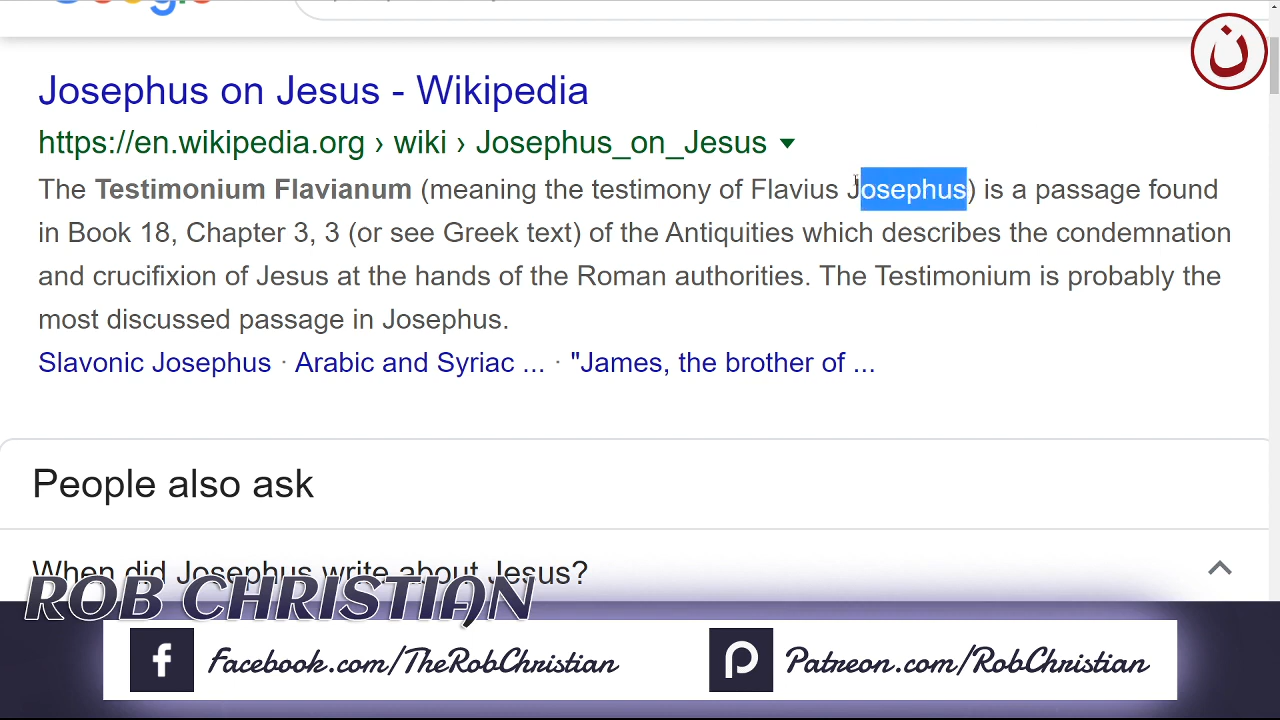 ن
Josephus on Jesus - Wikipedia
https://en.wikipedia.org › wiki › Josephus_on_Jesus
The Testimonium Flavianum (meaning the testimony of Flavius Josephus) is a passage found
in Book 18, Chapter 3, 3 (or see Greek text) of the Antiquities which describes the condemnation
and crucifixion of Jesus at the hands of the Roman authorities. The Testimonium is probably the
most discussed passage in Josephus.
Slavonic Josephus · Arabic and Syriac ... · "James, the brother of ...
People also ask
When did Josephus write about Jesus?
ROB CHRISTIAN
Facebook.com/TheRobChristian
Patreon.com/RobChristian